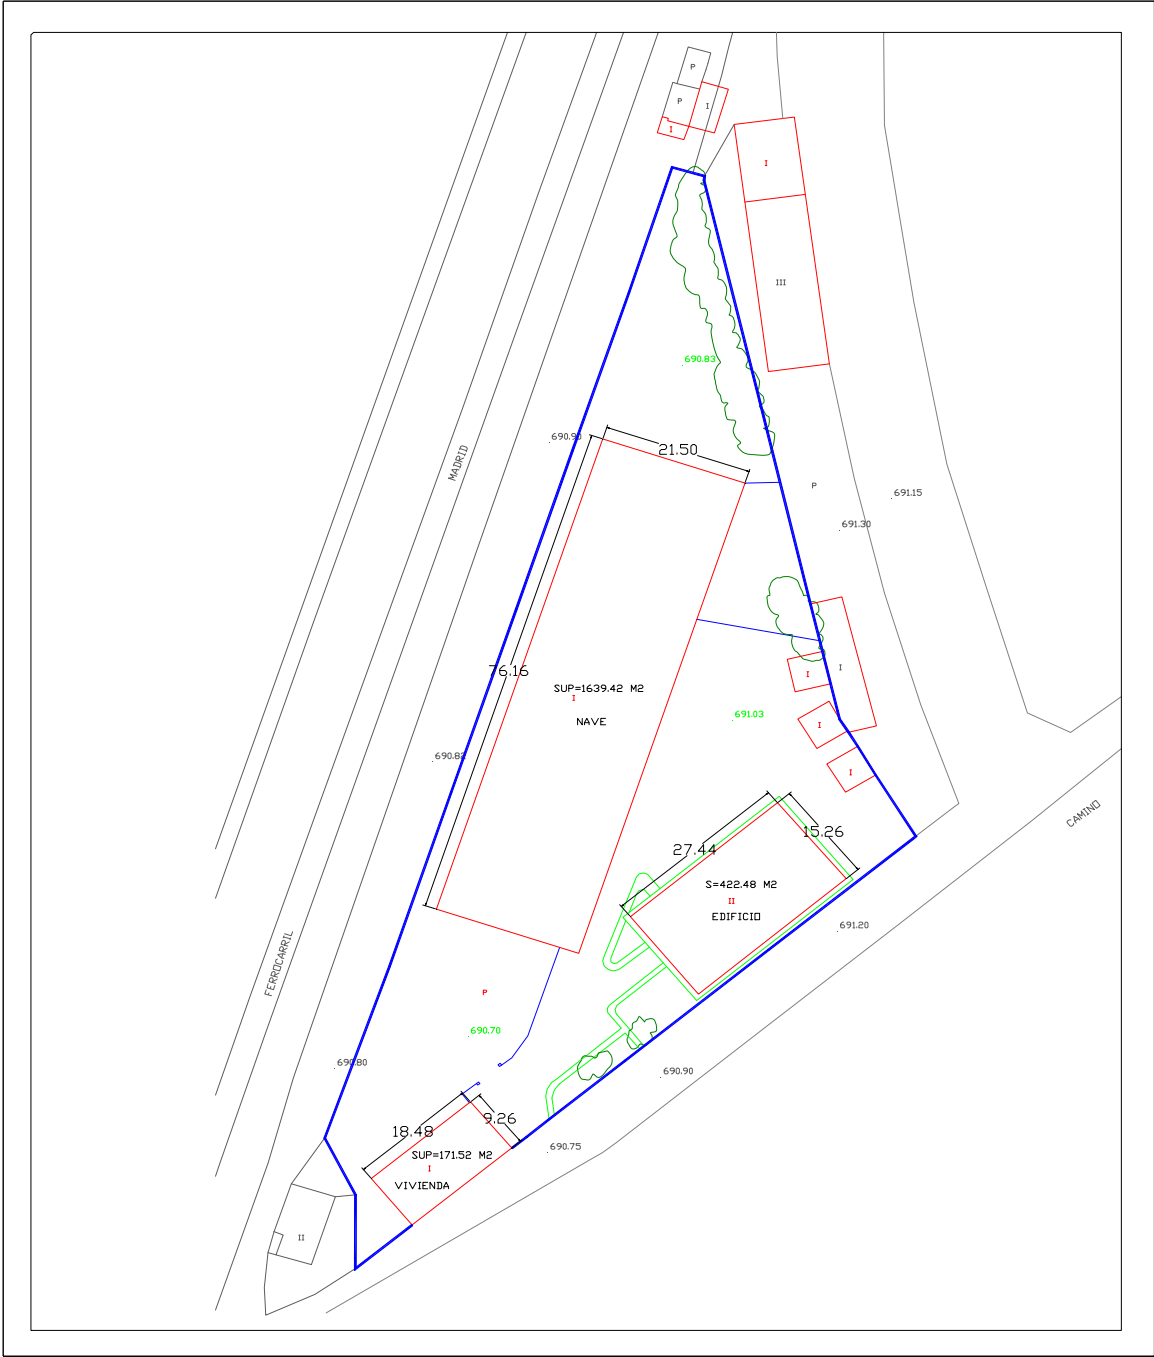 P
P
I
I
I
III
690.83
690.90
21.50
MADRID
P
691.15
691.30
76.16
SUP=1639.42 M2
I
NAVE
I
I
691.03
I
690.82
I
CAMINO
15.26
27.44
S=422.48 M2
II
EDIFICIO
691.20
FERROCARRIL
P
690.70
690.80
690.90
9.26
18.48
690.75
SUP=171.52 M2
I
VIVIENDA
II